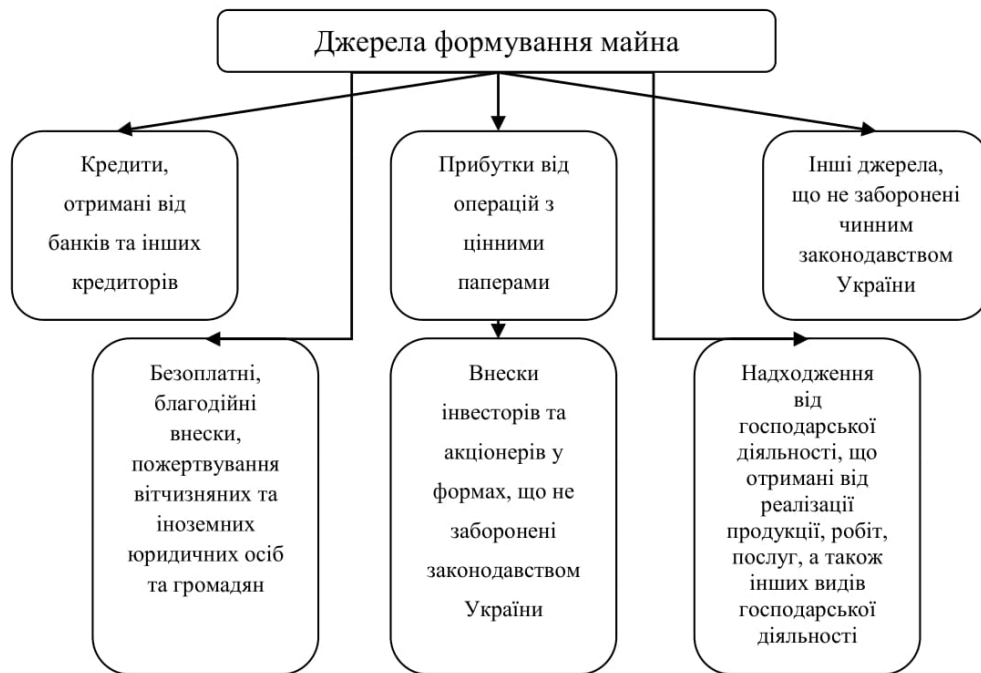 Джерела формування майна
Кредити,
отримані від
банків та інших
кредиторів
Прибутки від
операцій з
цінними
паперами
Інші джерела,
що не заборонені
чинним
законодавством
України
Безоплатні,
благодійні
внески,
пожертвування
вітчизняних та
іноземних
юридичних осіб
та громадян
Внески
інвесторів та
акціонерів у
формах, що не
заборонені
законодавством
України
Надходження
від
господарської
діяльності, що
отримані від
реалізації
продукції, робіт,
послуг, а також
інших видів
господарської
діяльності